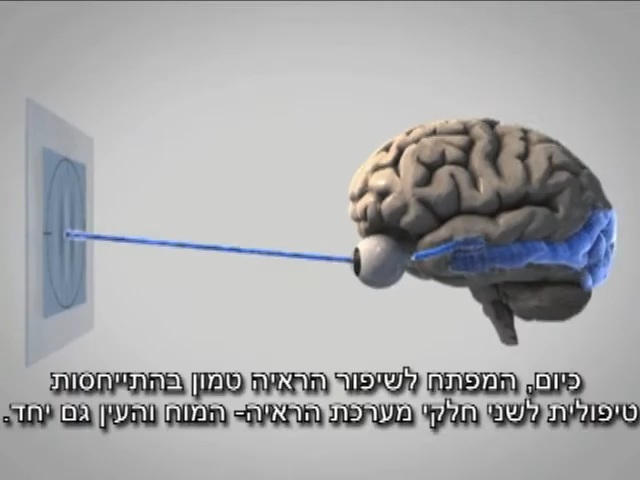 כיום, המפתח לשיפור הראיה טמון בהתייחסות
טיפולית לשני חלקי מערכת הראיה- המוח והעין גם יחד.